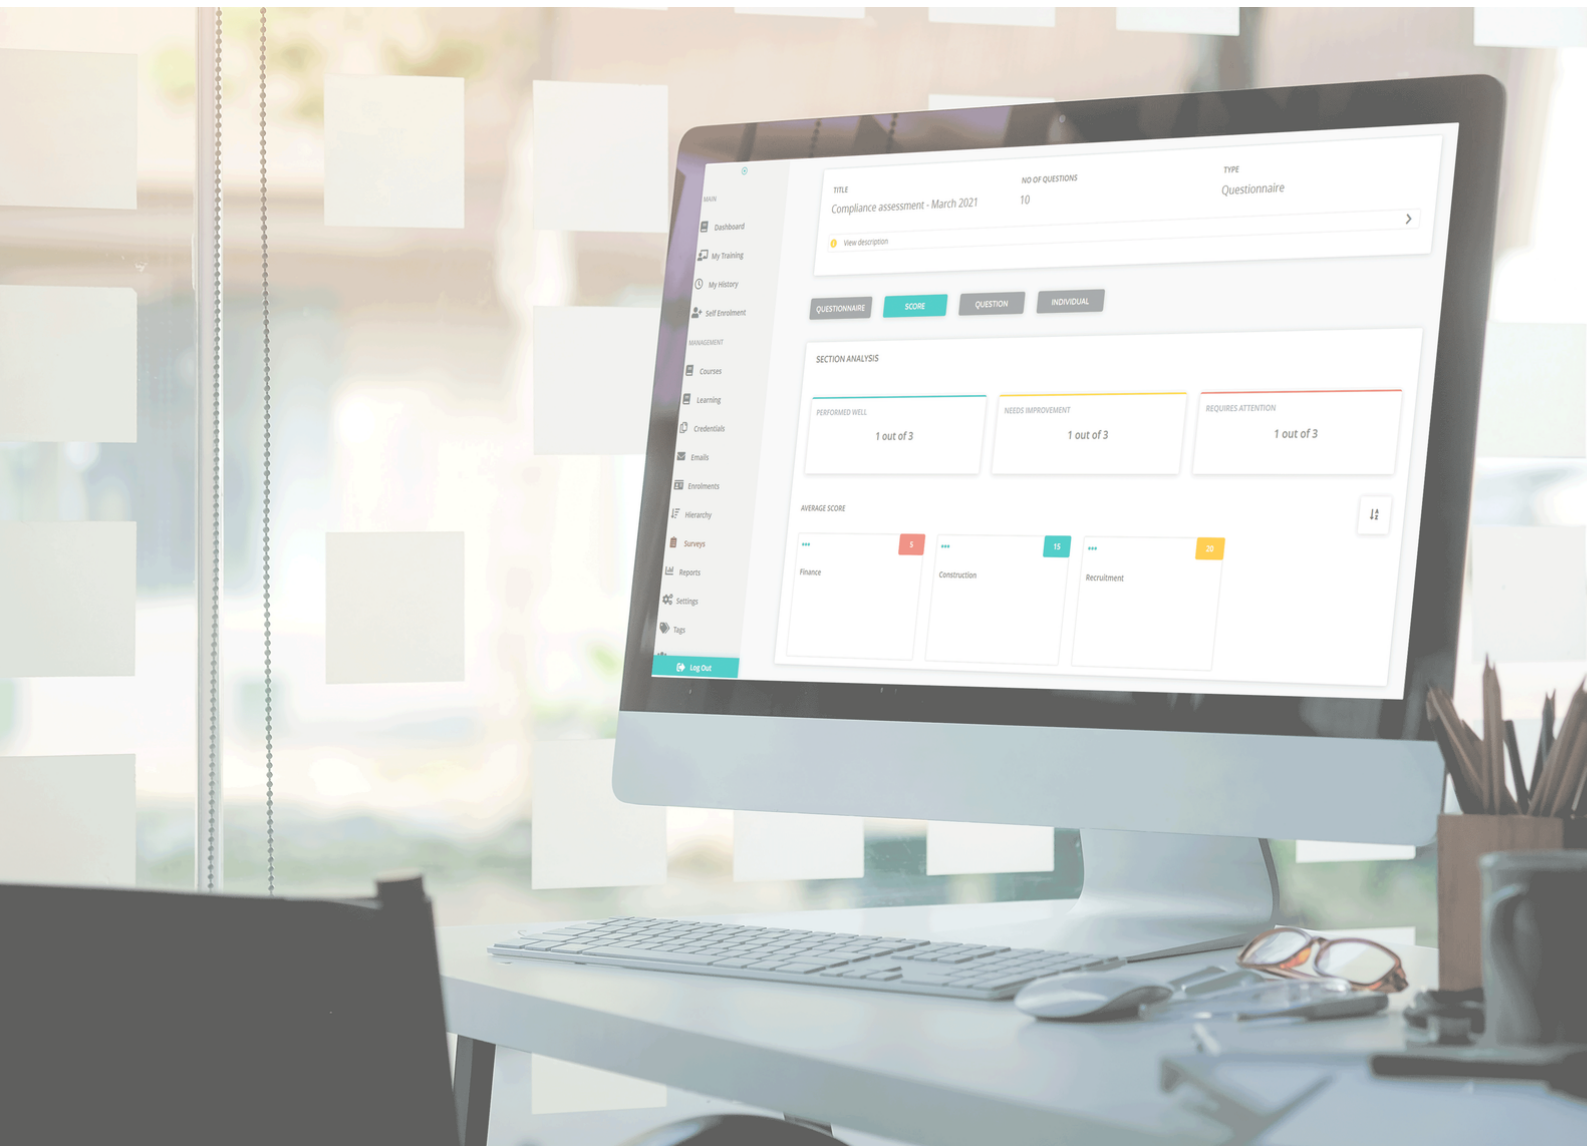 MAIN
Dashboard
My Training
My History
Self Enrolment
MANAGEMENT
Courses
Learning
Credentials
Emails
Enrolments
Hierarchy
Surveys
Reports
Settings
Tags
Log Out
TITLE
Compliance assessment - March 2021
NO OF QUESTIONS
10
TYPE
Questionnaire
View description
QUESTIONNAIRE
SCORE
QUESTION
INDIVIDUAL
SECTION ANALYSIS
PERFORMED WELL
1 out of 3
NEEDS IMPROVEMENT
1 out of 3
REQUIRES ATTENTION
1 out of 3
AVERAGE SCORE
5
Finance
15
Construction
20
Recruitment